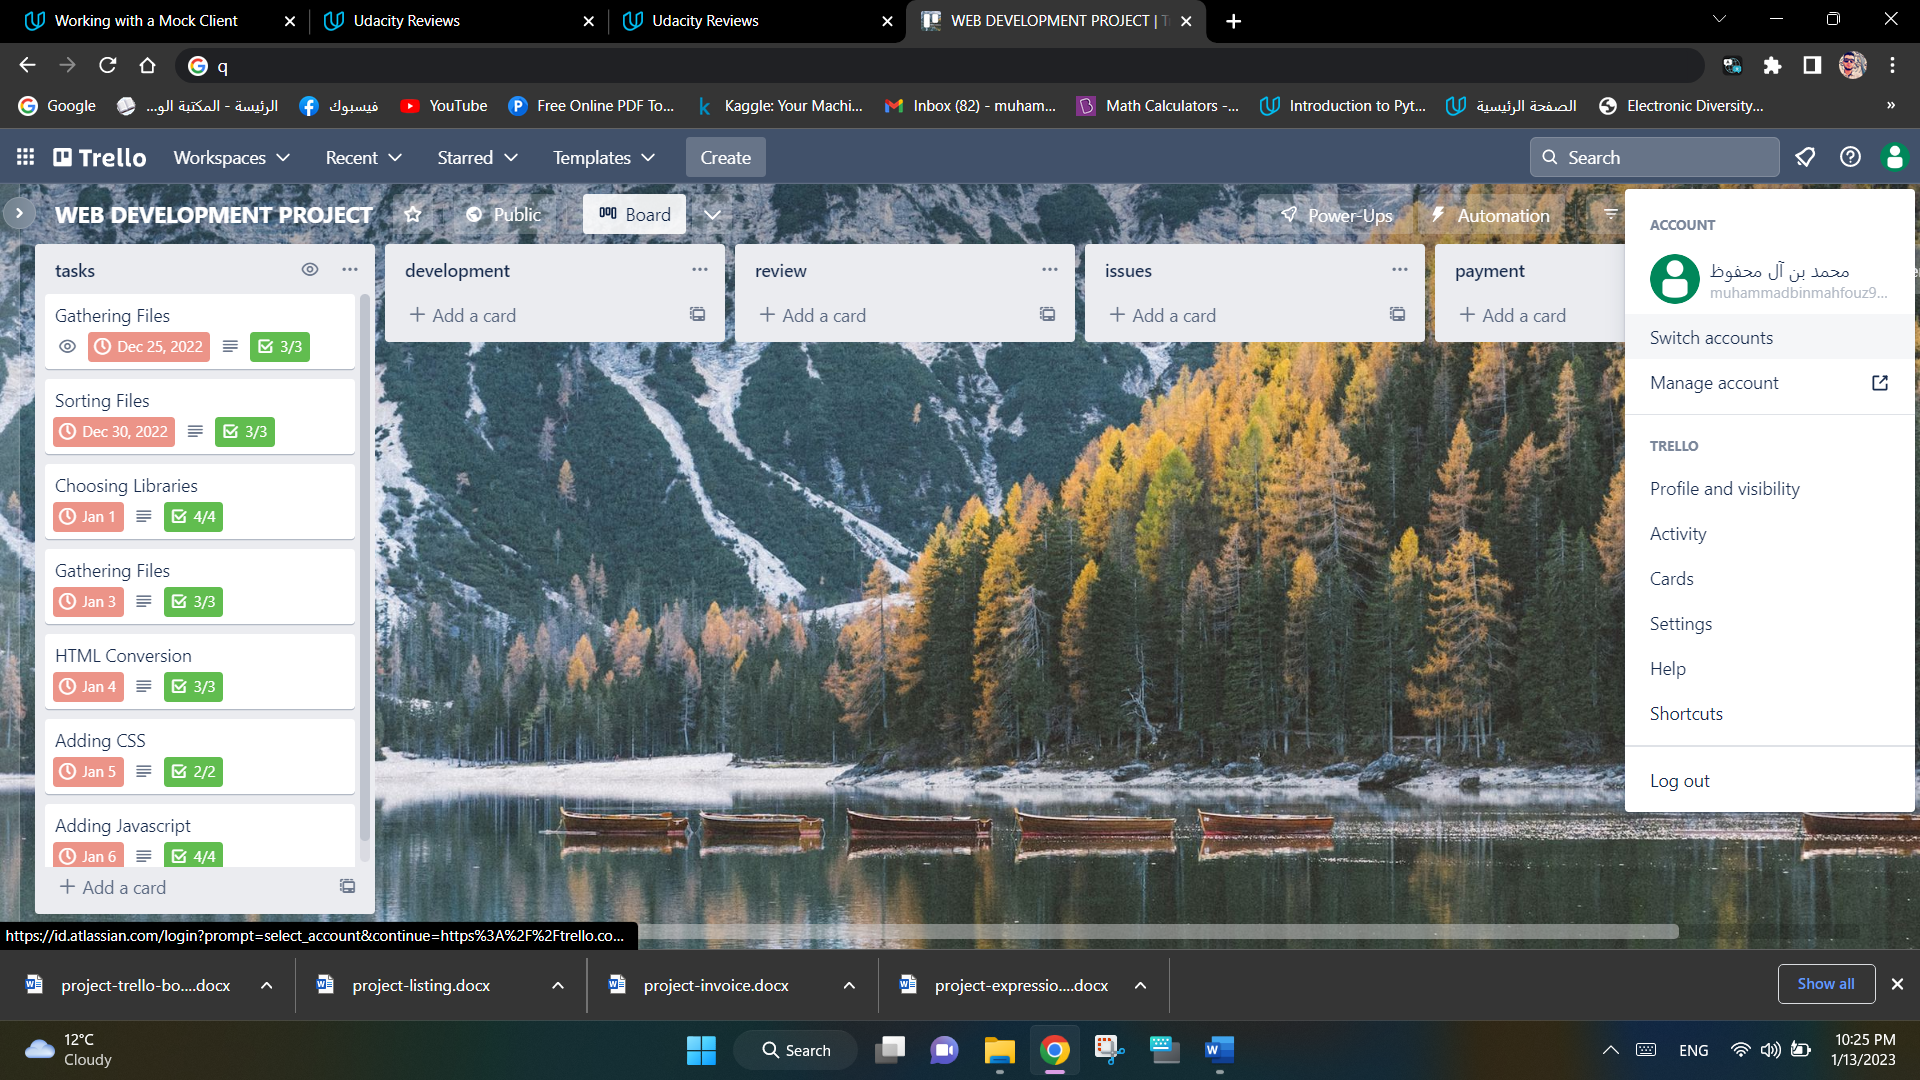 Working with a Mock Client
Udacity Reviews
Udacity Reviews
WEB DEVELOPMENT PROJECT | T
q
Google
الرئيسة - المكتبة الو...
فيسبوك
YouTube
Free Online PDF To...
Kaggle: Your Machi...
Inbox (82) - muham...
Math Calculators -...
Introduction to Pyt...
الصفحة الرئيسية
Electronic Diversity...
»
Trello
Workspaces
Recent
Starred
Templates
Create
Search
WEB DEVELOPMENT PROJECT
Public
Board
Power-Ups
Automation
tasks
Gathering Files
Dec 25, 2022
3/3
Sorting Files
Dec 30, 2022
3/3
Choosing Libraries
Jan 1
4/4
Gathering Files
Jan 3
3/3
HTML Conversion
Jan 4
3/3
Adding CSS
Jan 5
2/2
Adding Javascript
Jan 6
4/4
+ Add a card
development
+ Add a card
review
+ Add a card
issues
+ Add a card
payment
+ Add a card
ACCOUNT
محمد بن آل محفوظ
muhammadbinmahfouz9...
Switch accounts
Manage account
TRELLO
Profile and visibility
Activity
Cards
Settings
Help
Shortcuts
Log out
https://id.atlassian.com/login?prompt=select_account&continue=https%3A%2F%2Ftrello.co...
project-trello-bo....docx
project-listing.docx
project-invoice.docx
project-expressio....docx
Show all
12°C
Cloudy
Search
ENG
10:25 PM
1/13/2023